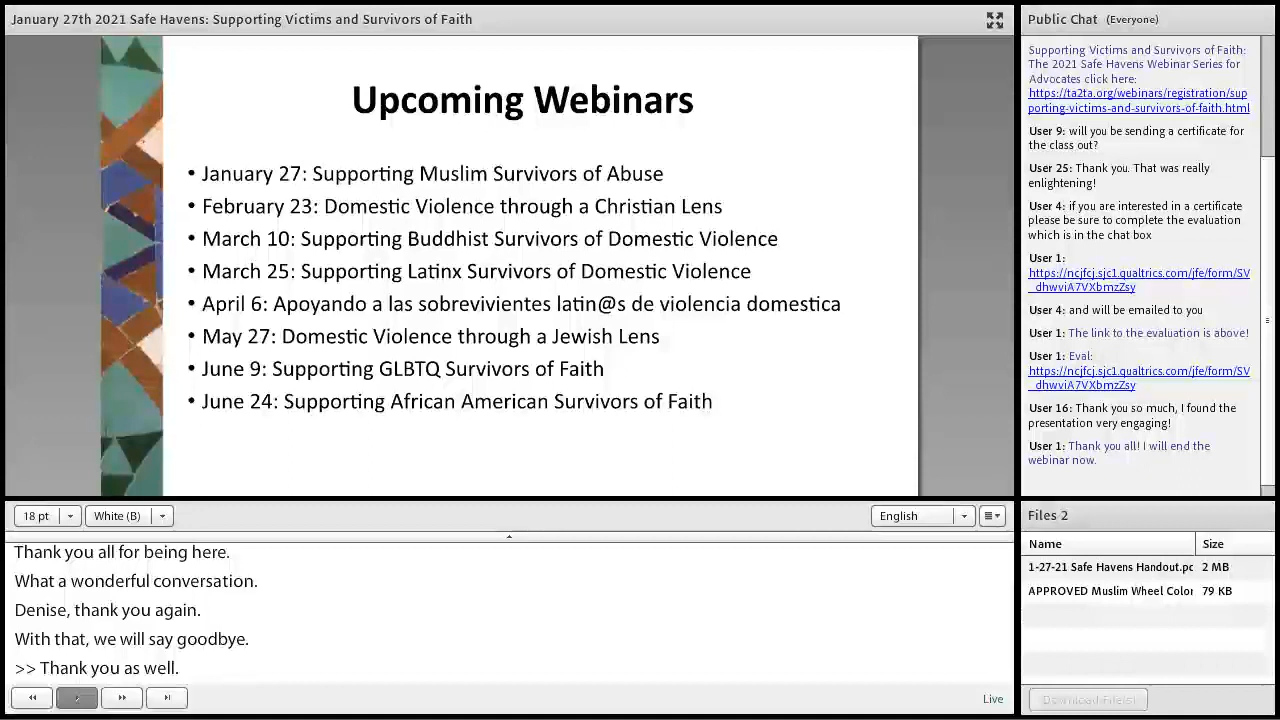 January 27th 2021 Safe Havens: Supporting Victims and Survivors of Faith
Upcoming Webinars
• January 27: Supporting Muslim Survivors of Abuse
• February 23: Domestic Violence through a Christian Lens
• March 10: Supporting Buddhist Survivors of Domestic Violence
• March 25: Supporting Latinx Survivors of Domestic Violence
• April 6: Apoyando a las sobrevivientes latin@s de violencia domestica
• May 27: Domestic Violence through a Jewish Lens
• June 9: Supporting GLBTQ Survivors of Faith
• June 24: Supporting African American Survivors of Faith
18 pt
White (B)
English
Thank you all for being here.
What a wonderful conversation.
Denise, thank you again.
With that, we will say goodbye.
>> Thank you as well.
Live
Public Chat (Everyone)
Supporting Victims and Survivors of Faith:
The 2021 Safe Havens Webinar Series for
Advocates click here:
https://ta2ta.org/webinars/registration/sup
porting-victims-and-survivors-of-faith.html
User 9: will you be sending a certificate for
the class out?
User 25: Thank you. That was really
enlightening!
User 4: if you are interested in a certificate
please be sure to complete the evaluation
which is in the chat box
User 1:
https://ncjfcj.sjc1.qualtrics.com/jfe/form/SV
_dhwviA7VXbmzZsy
User 4: and will be emailed to you
User 1: The link to the evaluation is above!
User 1: Eval:
https://ncjfcj.sjc1.qualtrics.com/jfe/form/SV
_dhwviA7VXbmzZsy
User 16: Thank you so much, I found the
presentation very engaging!
User 1: Thank you all! I will end the
webinar now.
Files 2
Name Size
1-27-21 Safe Havens Handout.pc 2 MB
APPROVED Muslim Wheel Color 79 KB
Download File(s)